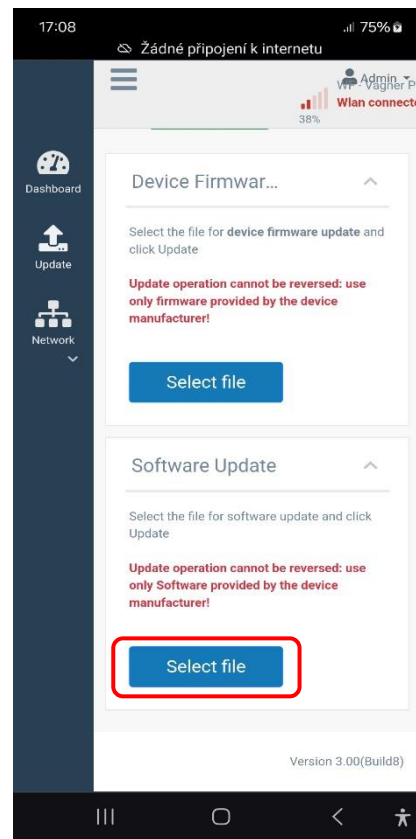 17:08
75%
Žádné připojení k internetu
Admin
WP - Vagner P
Wlan connect
38%
Dashboard
Update
Network
Device Firmwar...
Select the file for device firmware update and
click Update
Update operation cannot be reversed: use
only firmware provided by the device
manufacturer!
Select file
Software Update
Select the file for software update and click
Update
Update operation cannot be reversed: use
only Software provided by the device
manufacturer!
Select file
Version 3.00(Build8)